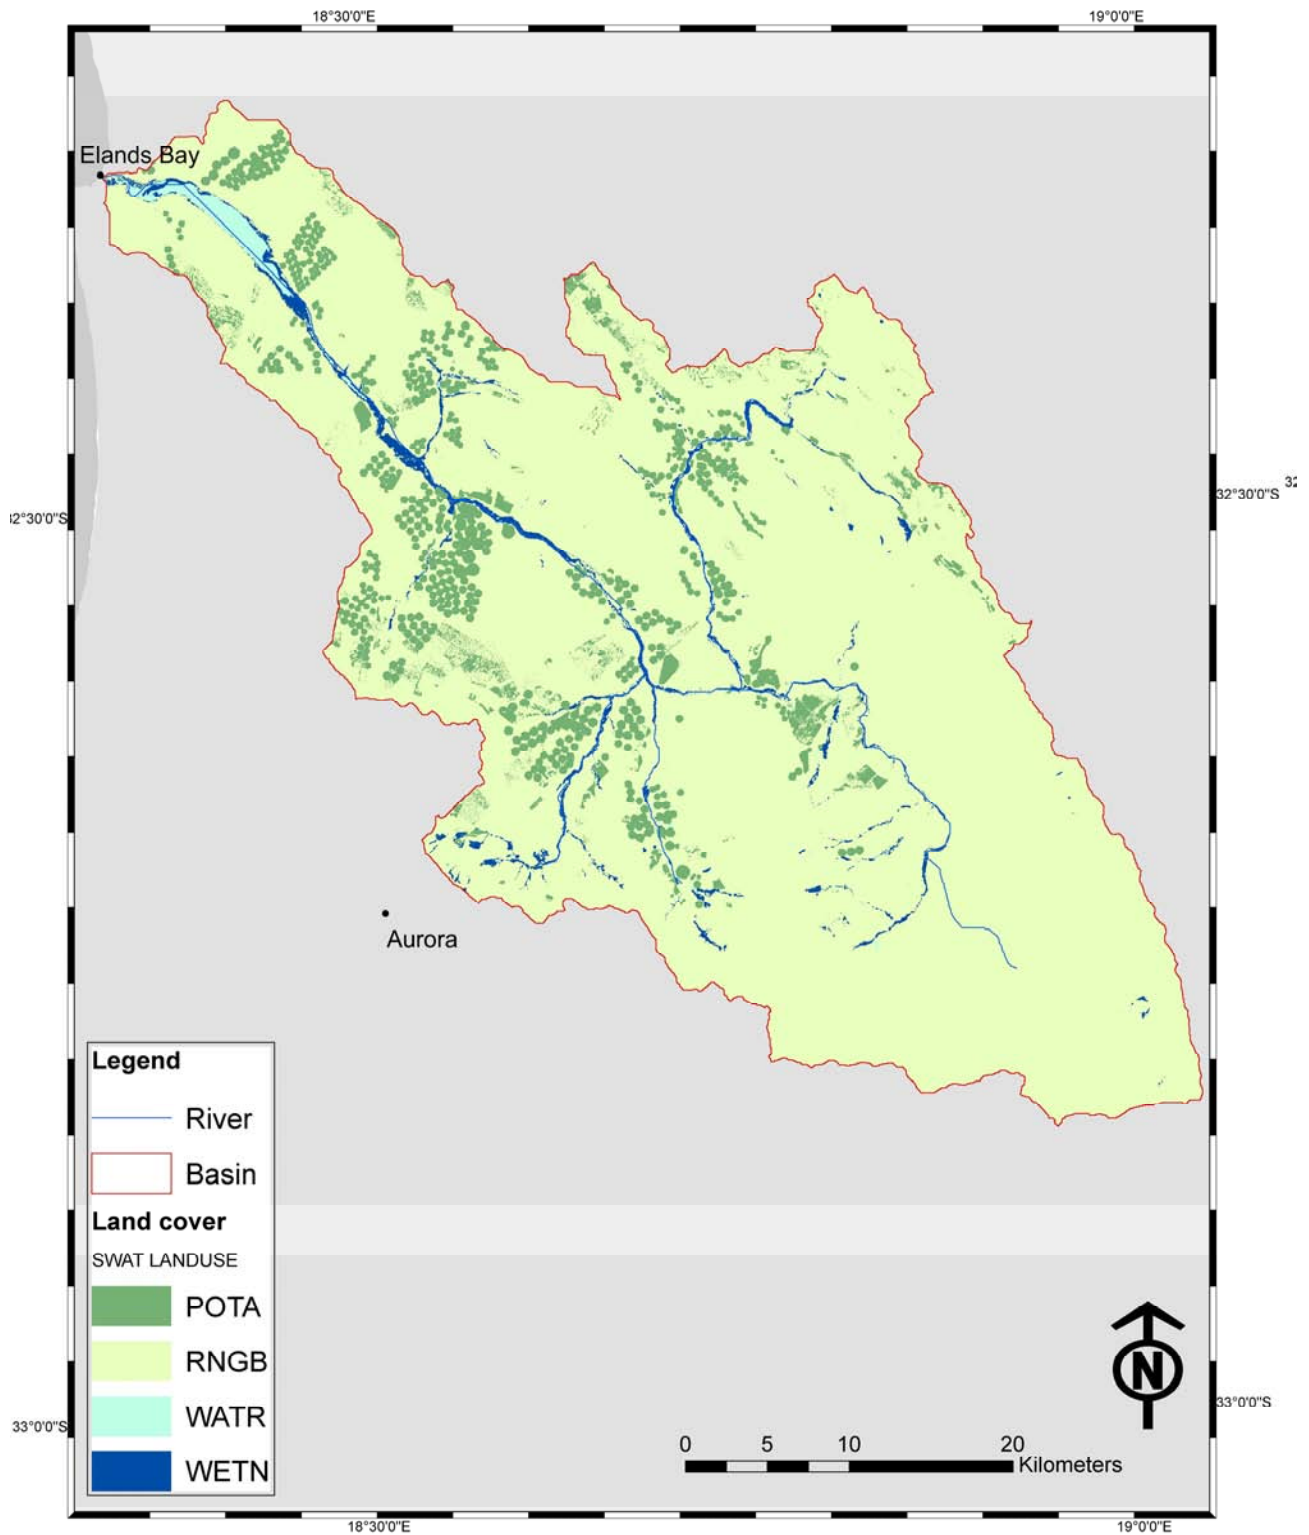 18°30'0"E 19°0'0"E
Elands Bay
32°30'0"S 32
32°30'0"S
Aurora
Legend
River
Basin
Land cover
SWAT LANDUSE
POTA
RNGB
WATR
WETN
N
33°0'0"S
33°0'0"S
0 5 10 20
Kilometers
18°30'0"E 19°0'0"E